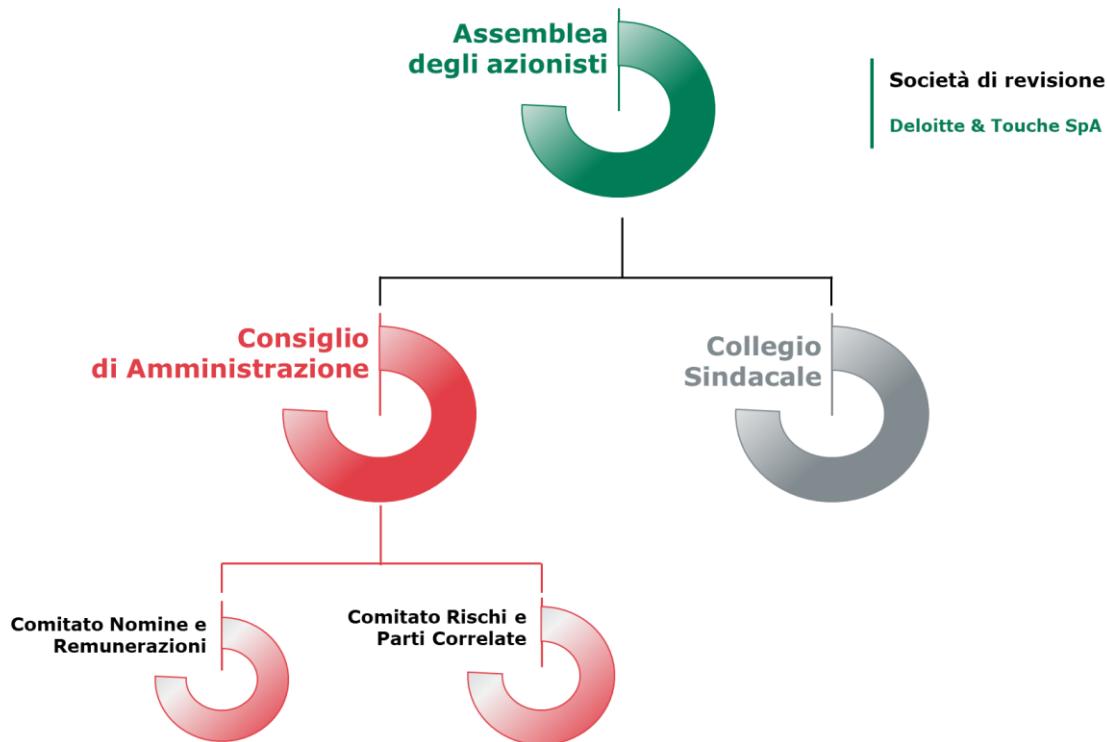 Assemblea
degli azionisti
Società di revisione
Deloitte & Touche SpA
Consiglio
di Amministrazione
Collegio
Sindacale
Comitato Nomine e
Remunerazioni
Comitato Rischi e
Parti Correlate